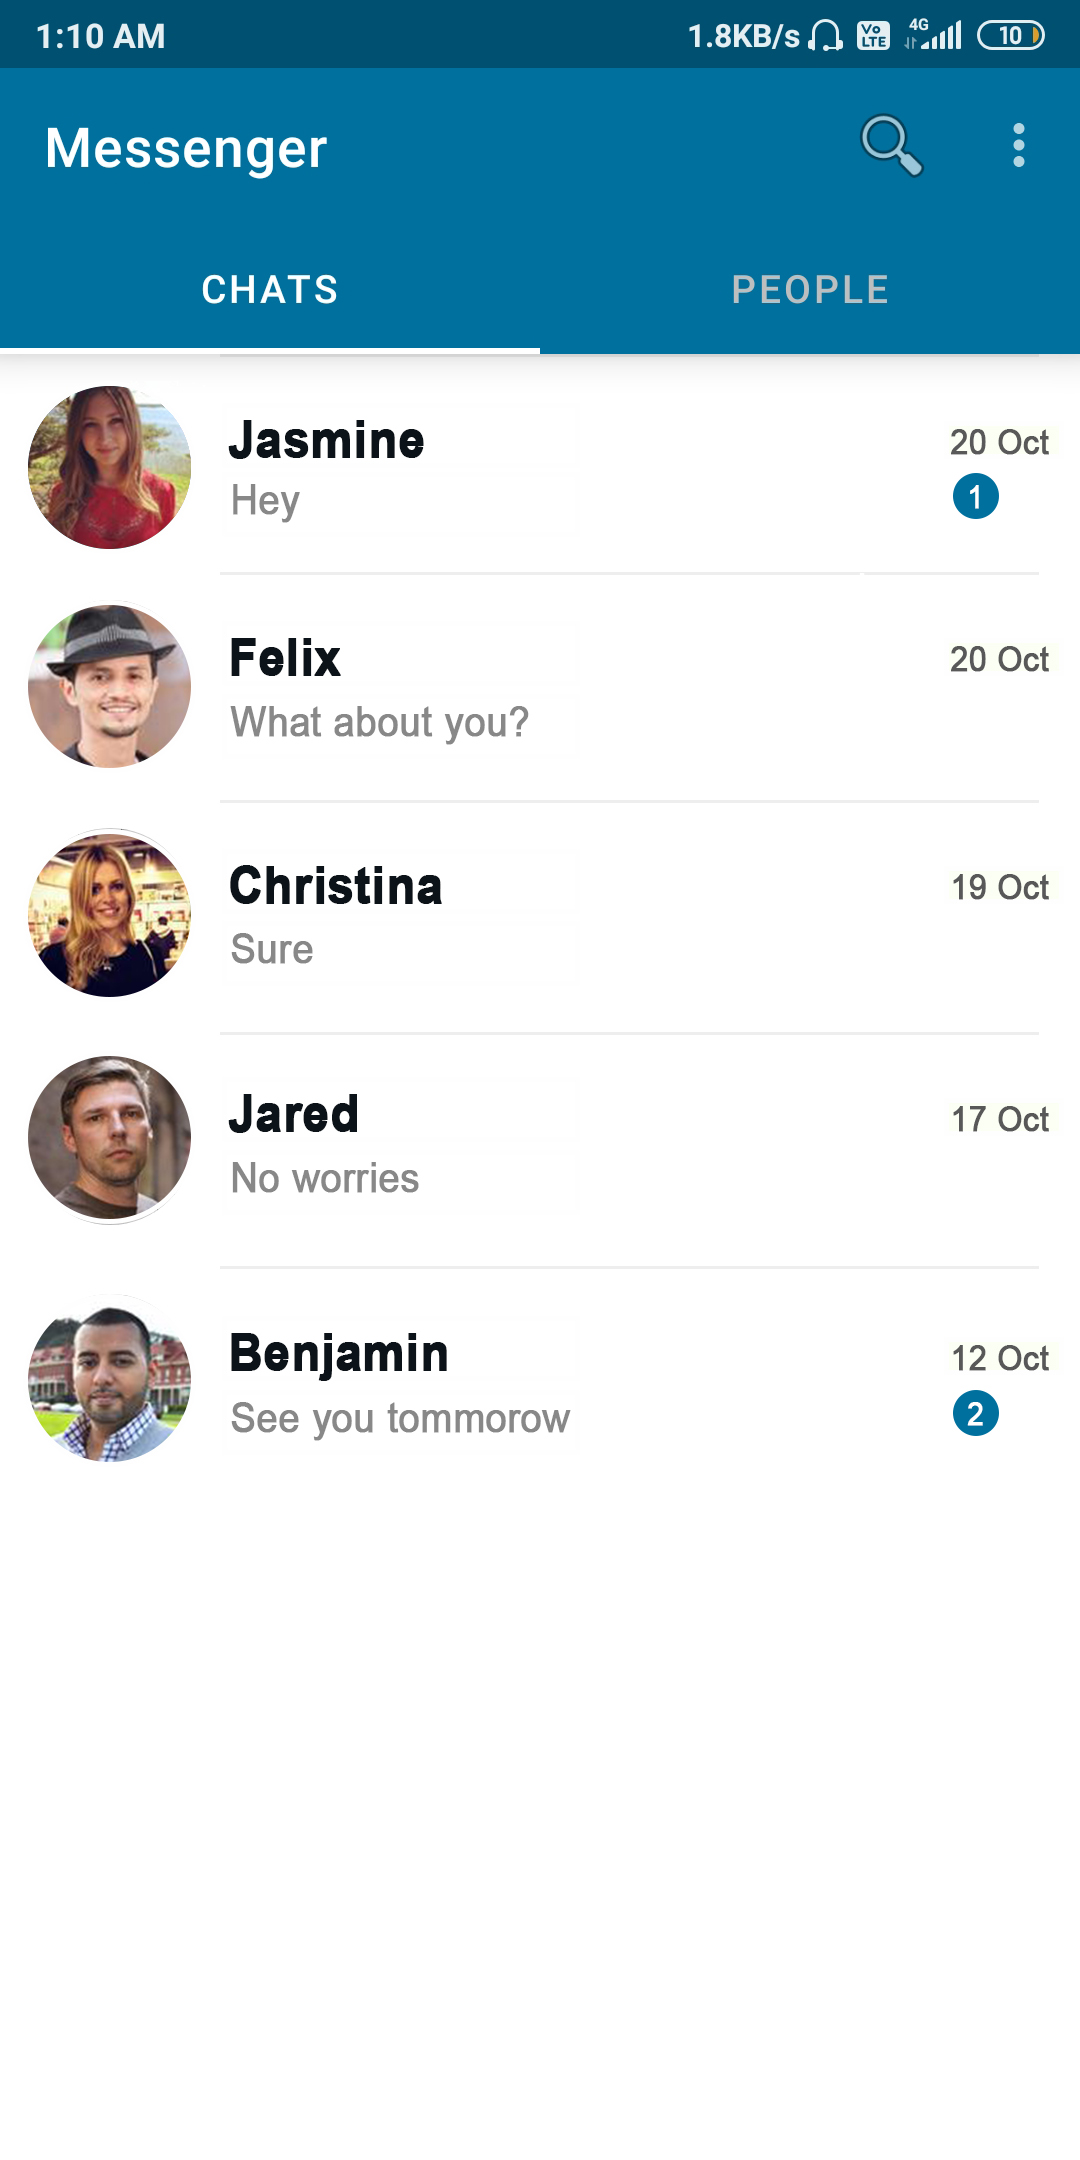 1:10 AM 1.8KB/s Vo LTE 4G 10
Messenger
CHATS PEOPLE
Jasmine 20 Oct
Hey 1
Felix 20 Oct
What about you?
Christina 19 Oct
Sure
Jared 17 Oct
No worries
Benjamin 12 Oct
See you tommorow 2